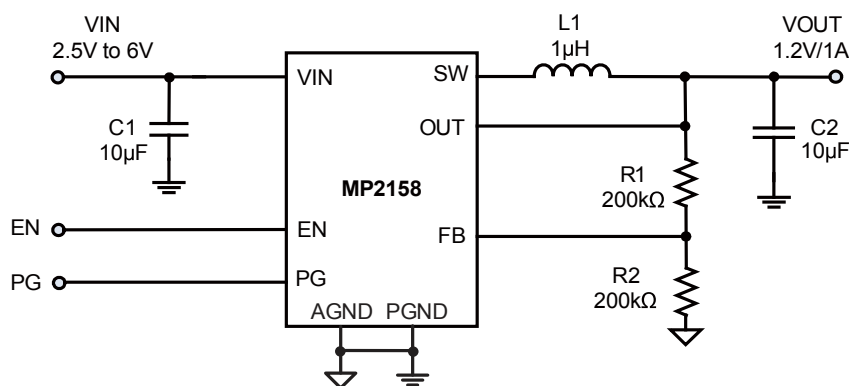 VIN
2.5V to 6V
L1
1µH
VOUT
1.2V/1A
VIN
SW
C1
10µF
OUT
C2
10µF
MP2158
R1
200kΩ
EN
EN
FB
PG
PG
R2
200kΩ
AGND
PGND